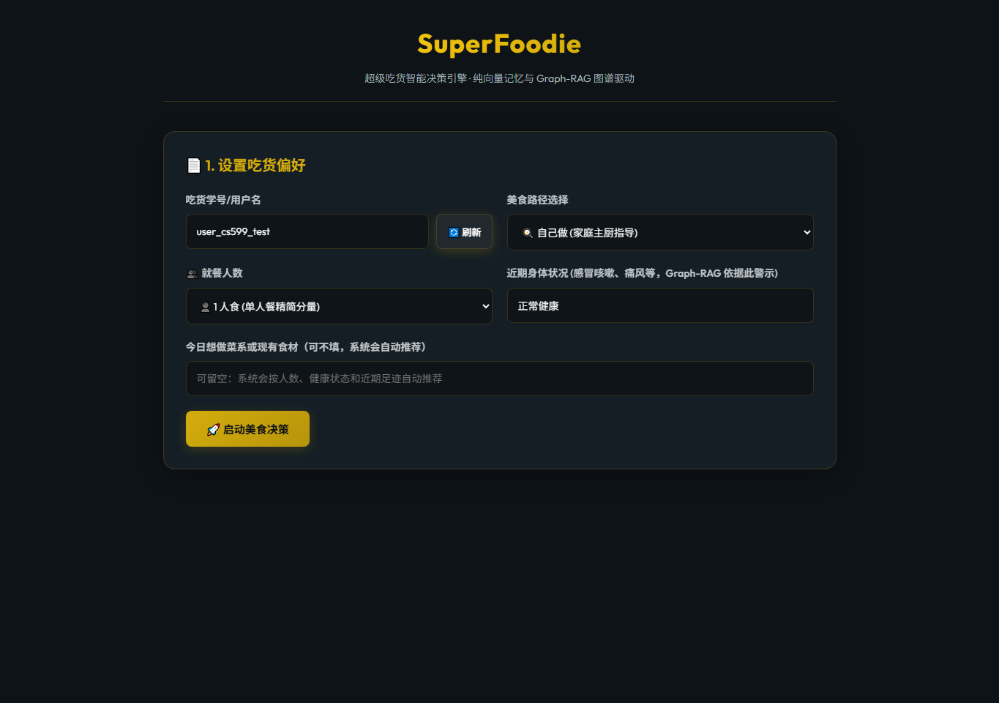 SuperFoodie
超级吃货智能决策引擎·纯向量记忆与 Graph-RAG 图谱驱动
1. 设置吃货偏好
吃货学号/用户名
user_cs599_test
刷新
美食路径选择
自己做 (家庭主厨指导)
就餐人数
1 人食 (单人餐精简分量)
近期身体状况 (感冒咳嗽、痛风等，Graph-RAG 依据此警示)
正常健康
今日想做菜系或现有食材（可不填，系统会自动推荐）
可留空：系统会按人数、健康状态和近期足迹自动推荐
启动美食决策